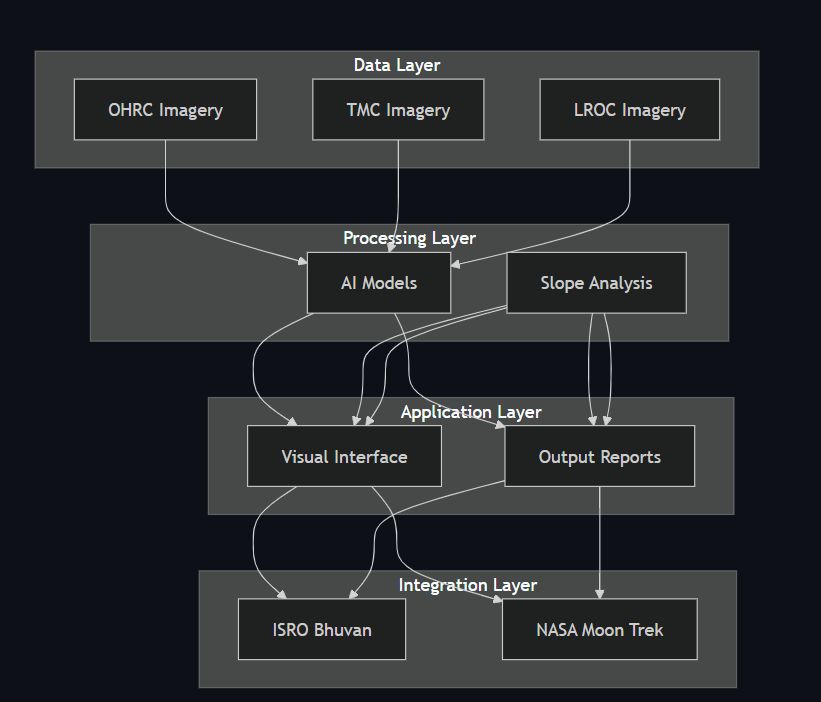 Data Layer
OHRC Imagery
TMC Imagery
LROC Imagery
Processing Layer
AI Models
Slope Analysis
Application Layer
Visual Interface
Output Reports
Integration Layer
ISRO Bhuvan
NASA Moon Trek